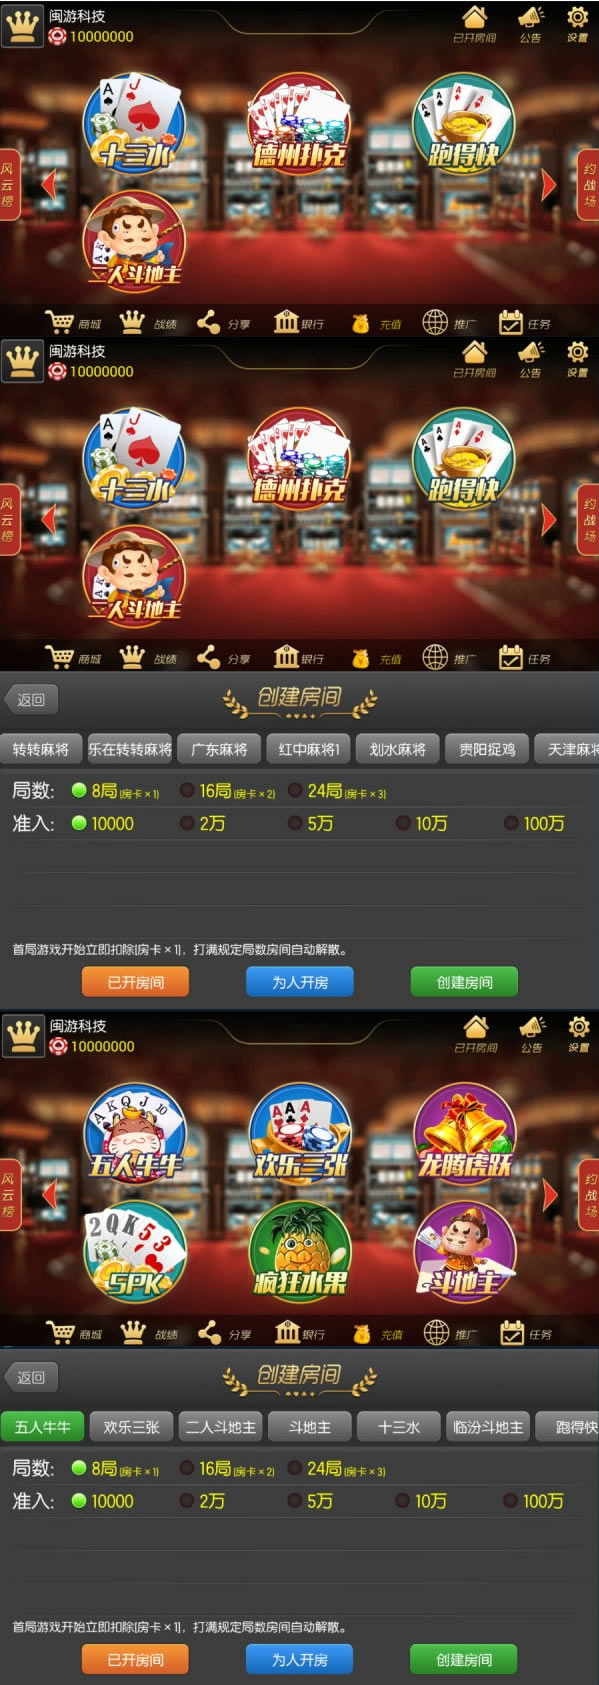 闽游科技
10000000
已开房间 公告 设置
十三水 德州扑克 跑得快
风云榜 约战场
二人斗地主
商城 战绩 分享 银行 充值 推广 任务
闽游科技
10000000
已开房间 公告 设置
十三水 德州扑克 跑得快
风云榜 约战场
二人斗地主
商城 战绩 分享 银行 充值 推广 任务
返回 创建房间
转转麻将 乐在转转麻将 广东麻将 红中麻将1 划水麻将 贵阳捉鸡 天津麻将
局数: 8局(房卡×1) 16局(房卡×2) 24局(房卡×3)
准入: 10000 2万 5万 10万 100万
首局游戏开始立即扣除(房卡×1), 打满规定局数房间自动解散。
已开房间 为人开房 创建房间
闽游科技
10000000
已开房间 公告 设置
五人牛牛 欢乐三张 龙腾虎跃
风云榜 约战场
5PK 疯狂水果 斗地主
商城 战绩 分享 银行 充值 推广 任务
返回 创建房间
五人牛牛 欢乐三张 二人斗地主 斗地主 十三水 临汾斗地主 跑得快
局数: 8局(房卡×1) 16局(房卡×2) 24局(房卡×3)
准入: 10000 2万 5万 10万 100万
首局游戏开始立即扣除(房卡×1), 打满规定局数房间自动解散。
已开房间 为人开房 创建房间